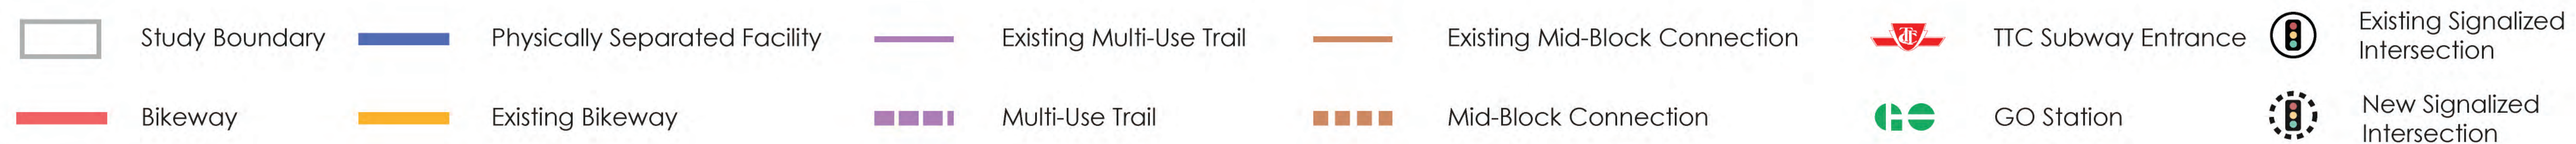 Study Boundary
Physically Separated Facility
Existing Multi-Use Trail
Existing Mid-Block Connection
TTC Subway Entrance
Existing Signalized
Intersection
Bikeway
Existing Bikeway
Multi-Use Trail
Mid-Block Connection
GO Station
New Signalized
Intersection